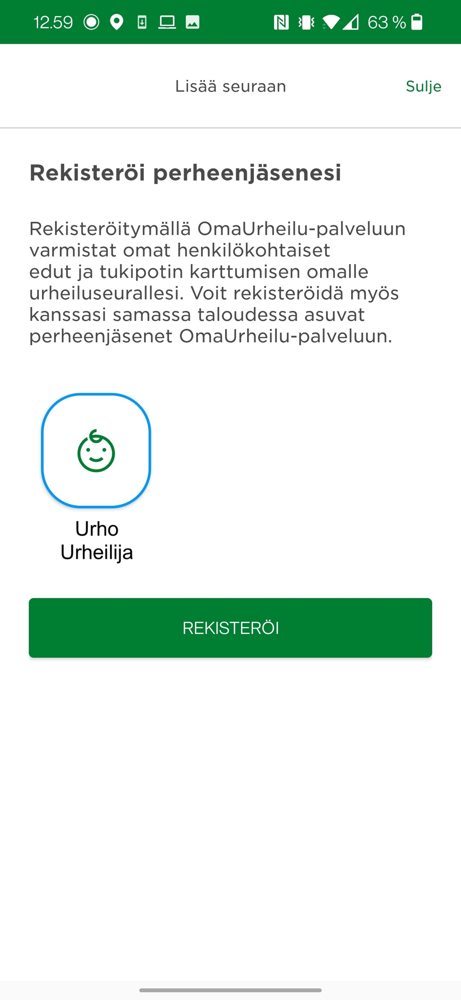 12.59
63 %
Lisää seuraan
Sulje
Rekisteröi perheenjäsenesi
Rekisteröitymällä OmaUrheilu-palveluun
varmistat omat henkilökohtaiset
edut ja tukipotin karttumisen omalle
urheiluseurallesi. Voit rekisteröidä myös
kanssasi samassa taloudessa asuvat
perheenjäsenet OmaUrheilu-palveluun.
Urho
Urheilija
REKISTERÖI